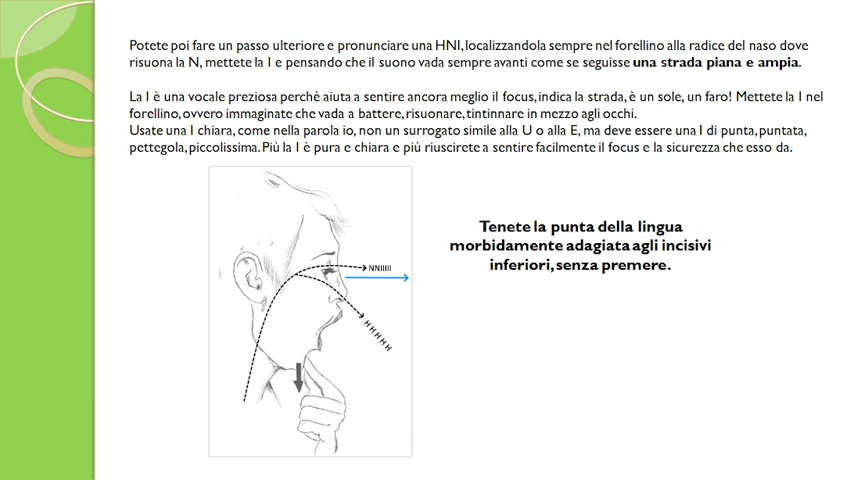 Potete poi fare un passo ulteriore e pronunciare una HNI, localizzandola sempre nel forellino alla radice del naso dove
risuona la N, mettete la I e pensando che il suono vada sempre avanti come se seguisse una strada piana e ampia.
La I è una vocale preziosa perché aiuta a sentire ancora meglio il focus, indica la strada, è un sole, un faro! Mettete la I nel
forellino, ovvero immaginate che vada a battere, risuonare, tintinnare in mezzo agli occhi.
Usate una I chiara, come nella parola io, non un surrogato simile alla U o alla E, ma deve essere una I di punta, puntata,
pettegola, piccolissima. Più la I è pura e chiara e più riuscirete a sentire facilmente il focus e la sicurezza che esso da.
Tenete la punta della lingua
morbidamente adagiata agli incisivi
inferiori, senza premere.
NNIIIII
HHHHH